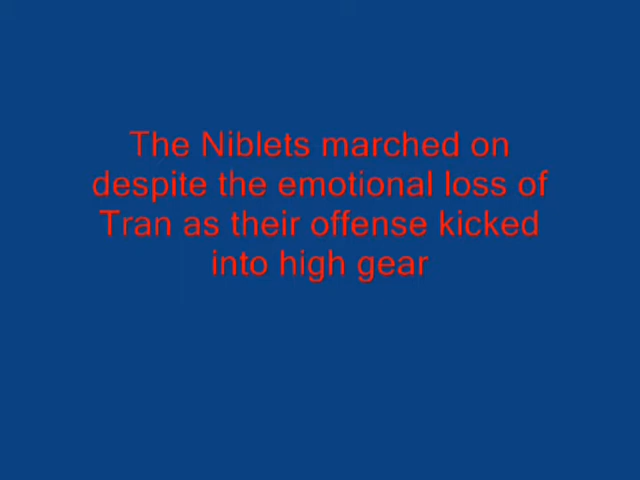 The Niblets marched on
despite the emotional loss of
Tran as their offense kicked
into high gear